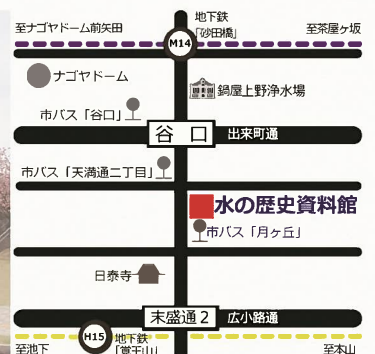 地下鉄
「砂田橋」
至ナゴヤドーム前矢田
至茶屋ヶ坂
M14
ナゴヤドーム
鍋屋上野浄水場
市バス「谷口」
谷 口
出来町通
市バス「天満通二丁目」
水の歴史資料館
市バス「月ヶ丘」
日泰寺
末盛通2
広小路通
H15
地下鉄
「覚王山」
至池下
至本山